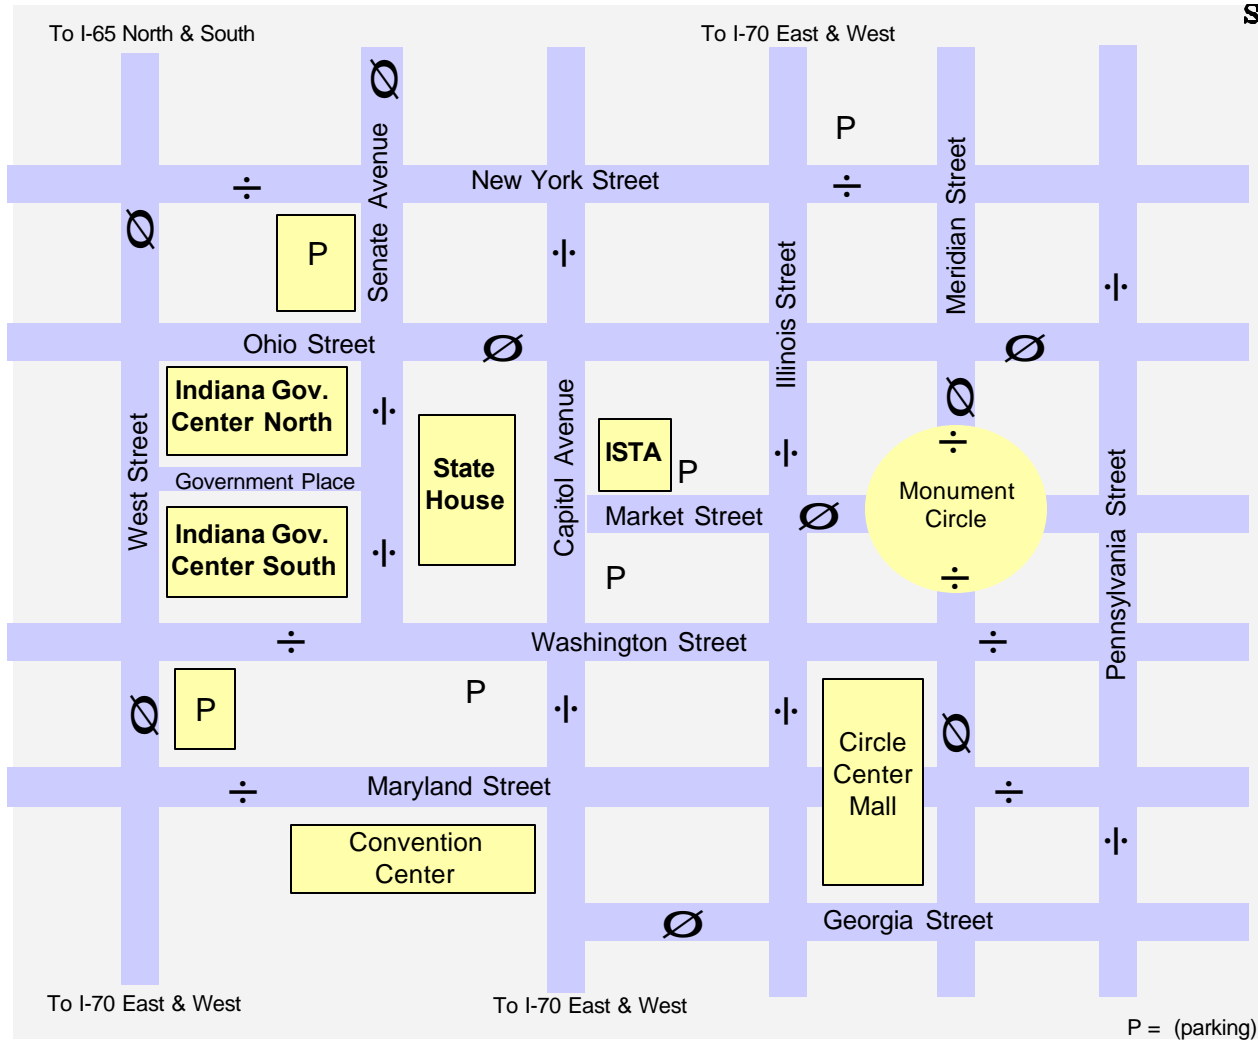 S
To I-65 North & South
To I-70 East & West
P
New York Street
Senate Avenue
Meridian Street
P
Illinois Street
Ohio Street
Indiana Gov.
Center North
Capitol Avenue
West Street
State
House
ISTA
P
Government Place
Monument
Circle
Market Street
Pennsylvania Street
Indiana Gov.
Center South
P
Washington Street
P
P
Circle
Center
Mall
Maryland Street
Convention
Center
Georgia Street
To I-70 East & West
To I-70 East & West
P = (parking)